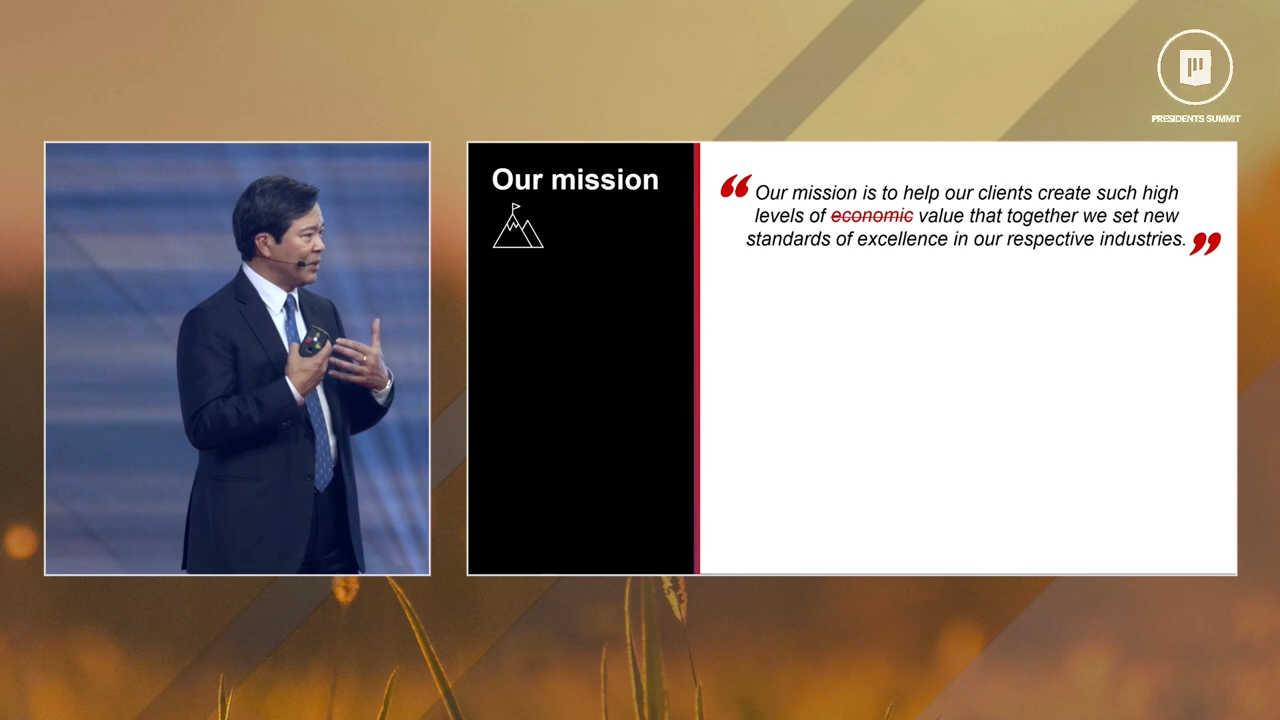 PRESIDENTS SUMMIT
Our mission
“Our mission is to help our clients create such high
levels of economic value that together we set new
standards of excellence in our respective industries.”